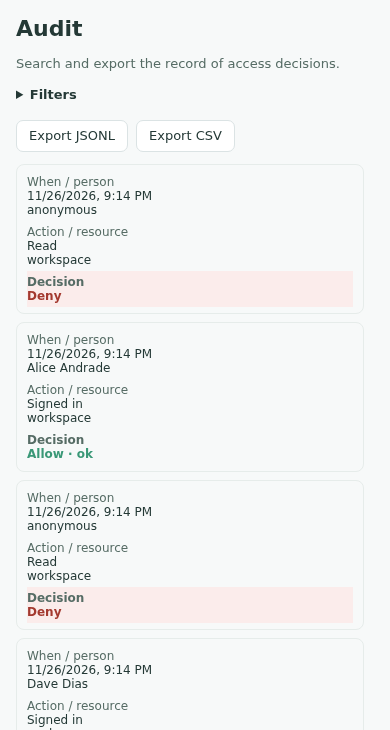 Audit
Search and export the record of access decisions.
Filters
Export JSONL
Export CSV
When / person
11/26/2026, 9:14 PM
anonymous
Action / resource
Read
workspace
Decision
Deny
When / person
11/26/2026, 9:14 PM
Alice Andrade
Action / resource
Signed in
workspace
Decision
Allow · ok
When / person
11/26/2026, 9:14 PM
anonymous
Action / resource
Read
workspace
Decision
Deny
When / person
11/26/2026, 9:14 PM
Dave Dias
Action / resource
Signed in